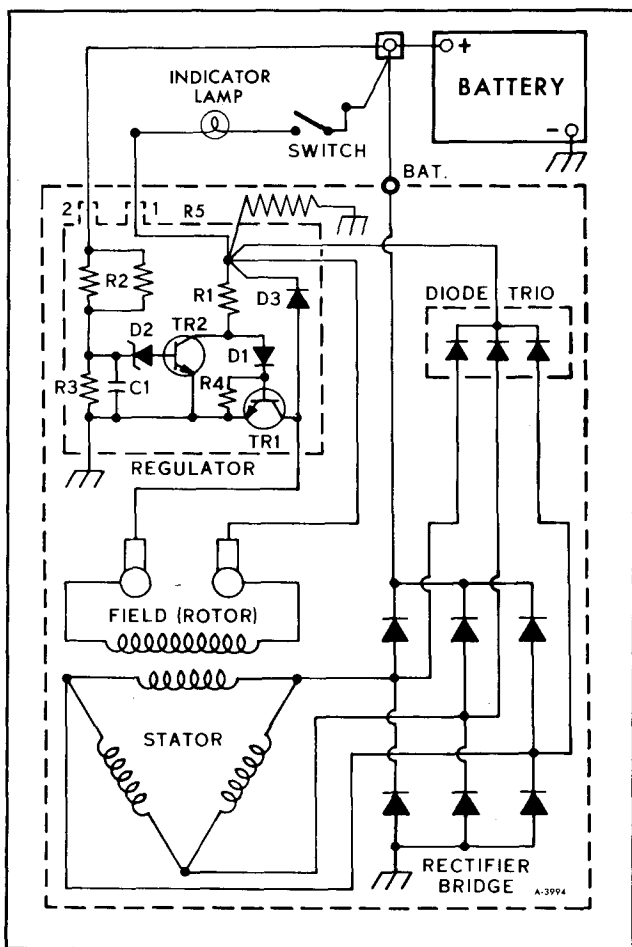 INDICATOR
LAMP
SWITCH
+
BATTERY
-
BAT.
2
1
R5
R2
R1
D3
DIODE TRIO
D2
TR2
D1
R3
C1
R4
TR1
REGULATOR
FIELD (ROTOR)
STATOR
RECTIFIER
BRIDGE
A-3994